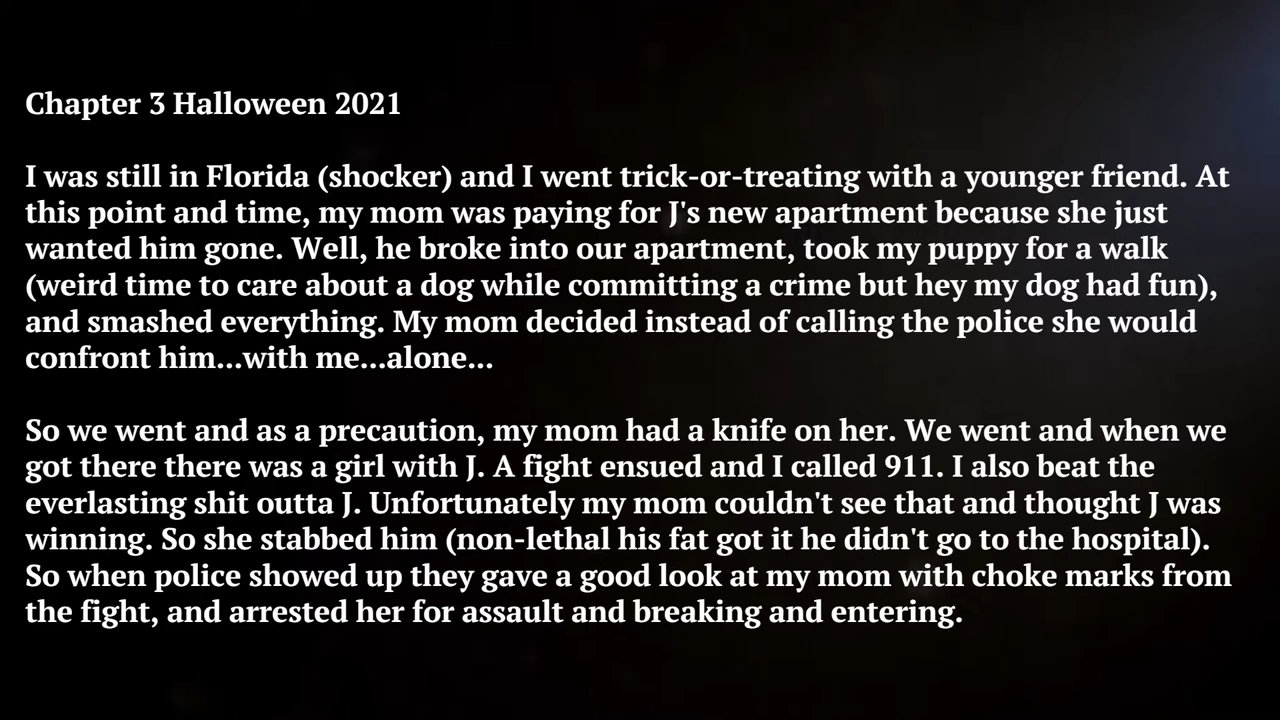 Chapter 3 Halloween 2021
I was still in Florida (shocker) and I went trick-or-treating with a younger friend. At
this point and time, my mom was paying for J's new apartment because she just
wanted him gone. Well, he broke into our apartment, took my puppy for a walk
(weird time to care about a dog while committing a crime but hey my dog had fun),
and smashed everything. My mom decided instead of calling the police she would
confront him...with me...alone...
So we went and as a precaution, my mom had a knife on her. We went and when we
got there there was a girl with J. A fight ensued and I called 911. I also beat the
everlasting shit outta J. Unfortunately my mom couldn't see that and thought J was
winning. So she stabbed him (non-lethal his fat got it he didn't go to the hospital).
So when police showed up they gave a good look at my mom with choke marks from
the fight, and arrested her for assault and breaking and entering.